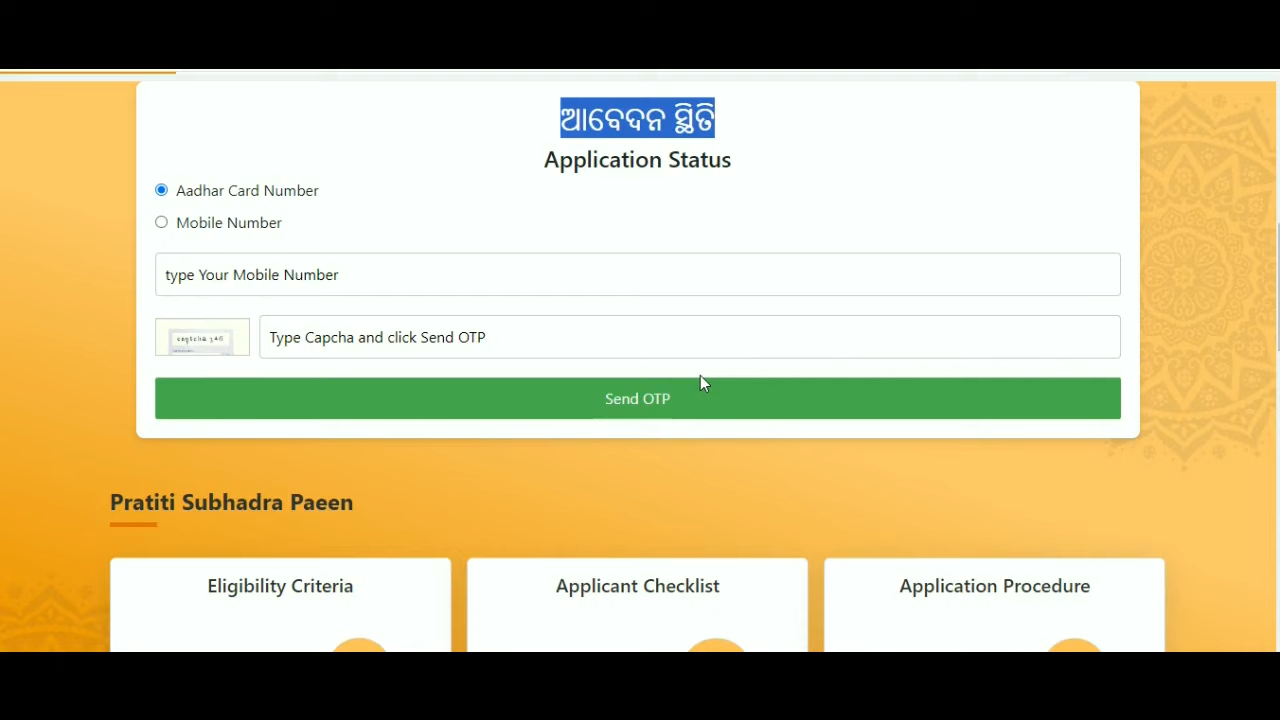 ଆବେଦନ ସ୍ଥିତି
Application Status
Aadhar Card Number
Mobile Number
type Your Mobile Number
captcha
Type Capcha and click Send OTP
Send OTP
Pratiti Subhadra Paeen
Eligibility Criteria
Applicant Checklist
Application Procedure